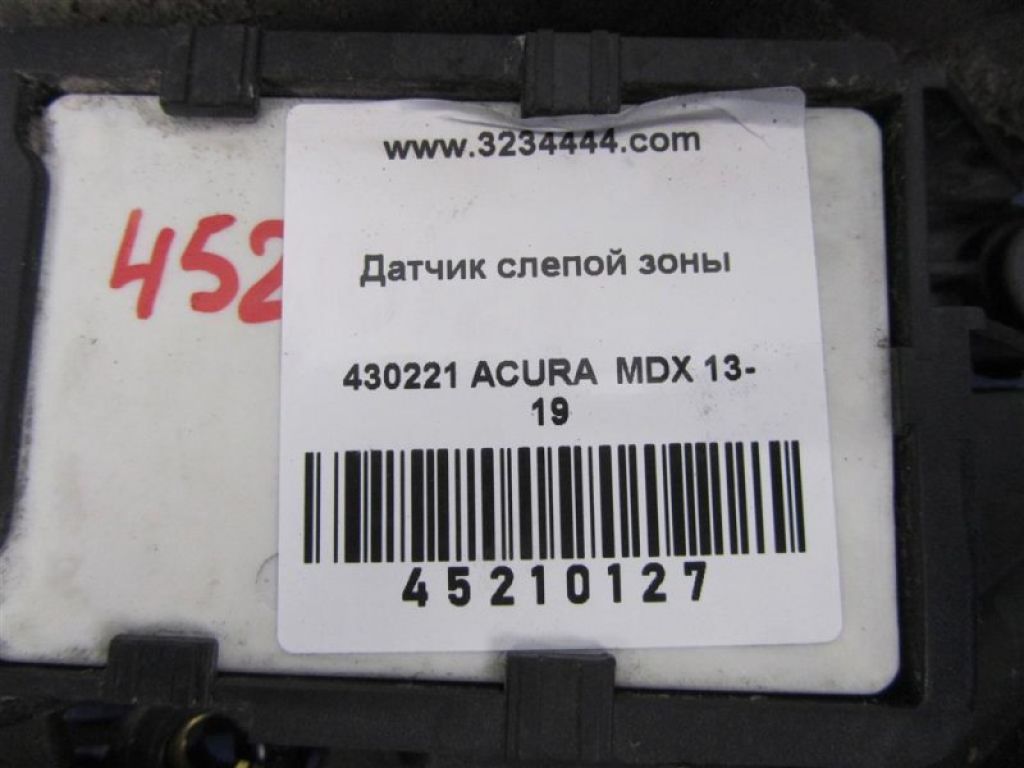 www.3234444.com
452
Датчик слепой зоны
430221 ACURA MDX 13-
19
45210127